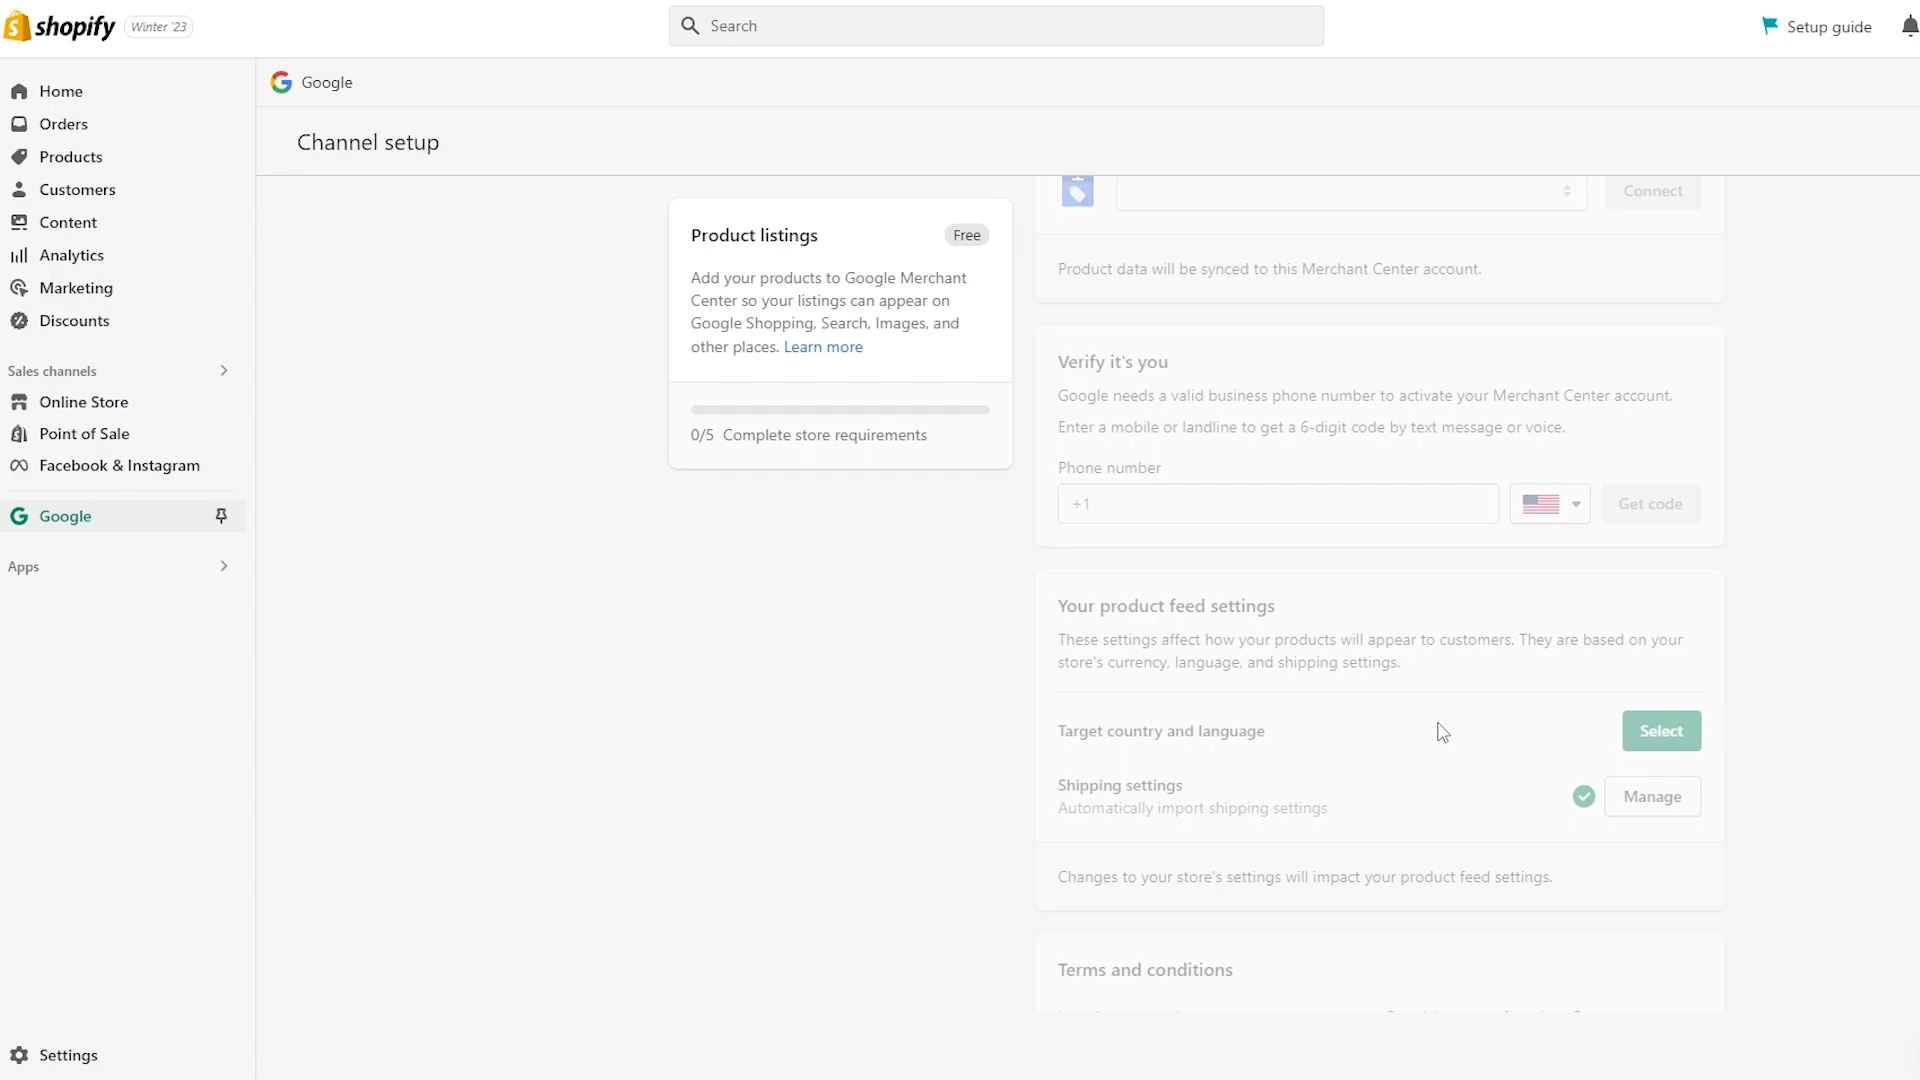 shopify
Winter '23
Search
Setup guide
Home
Orders
Products
Customers
Content
Analytics
Marketing
Discounts
Sales channels
Online Store
Point of Sale
Facebook & Instagram
Google
Apps
Settings
Google
Channel setup
Product listings
Free
Add your products to Google Merchant
Center so your listings can appear on
Google Shopping, Search, Images, and
other places. Learn more
0/5 Complete store requirements
Connect
Product data will be synced to this Merchant Center account.
Verify it's you
Google needs a valid business phone number to activate your Merchant Center account.
Enter a mobile or landline to get a 6-digit code by text message or voice.
Phone number
+1
Get code
Your product feed settings
These settings affect how your products will appear to customers. They are based on your
store's currency, language, and shipping settings.
Target country and language
Select
Shipping settings
Automatically import shipping settings
Manage
Changes to your store's settings will impact your product feed settings.
Terms and conditions